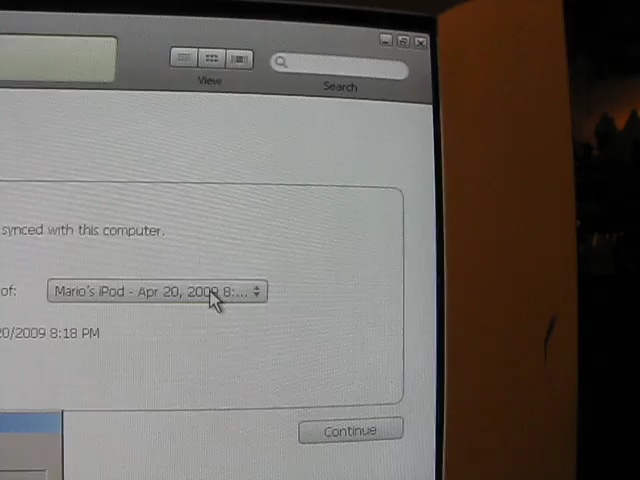 View
Search
synced with this computer.
of:
Mario's iPod - Apr 20, 2009 8:...
20/2009 8:18 PM
Continue